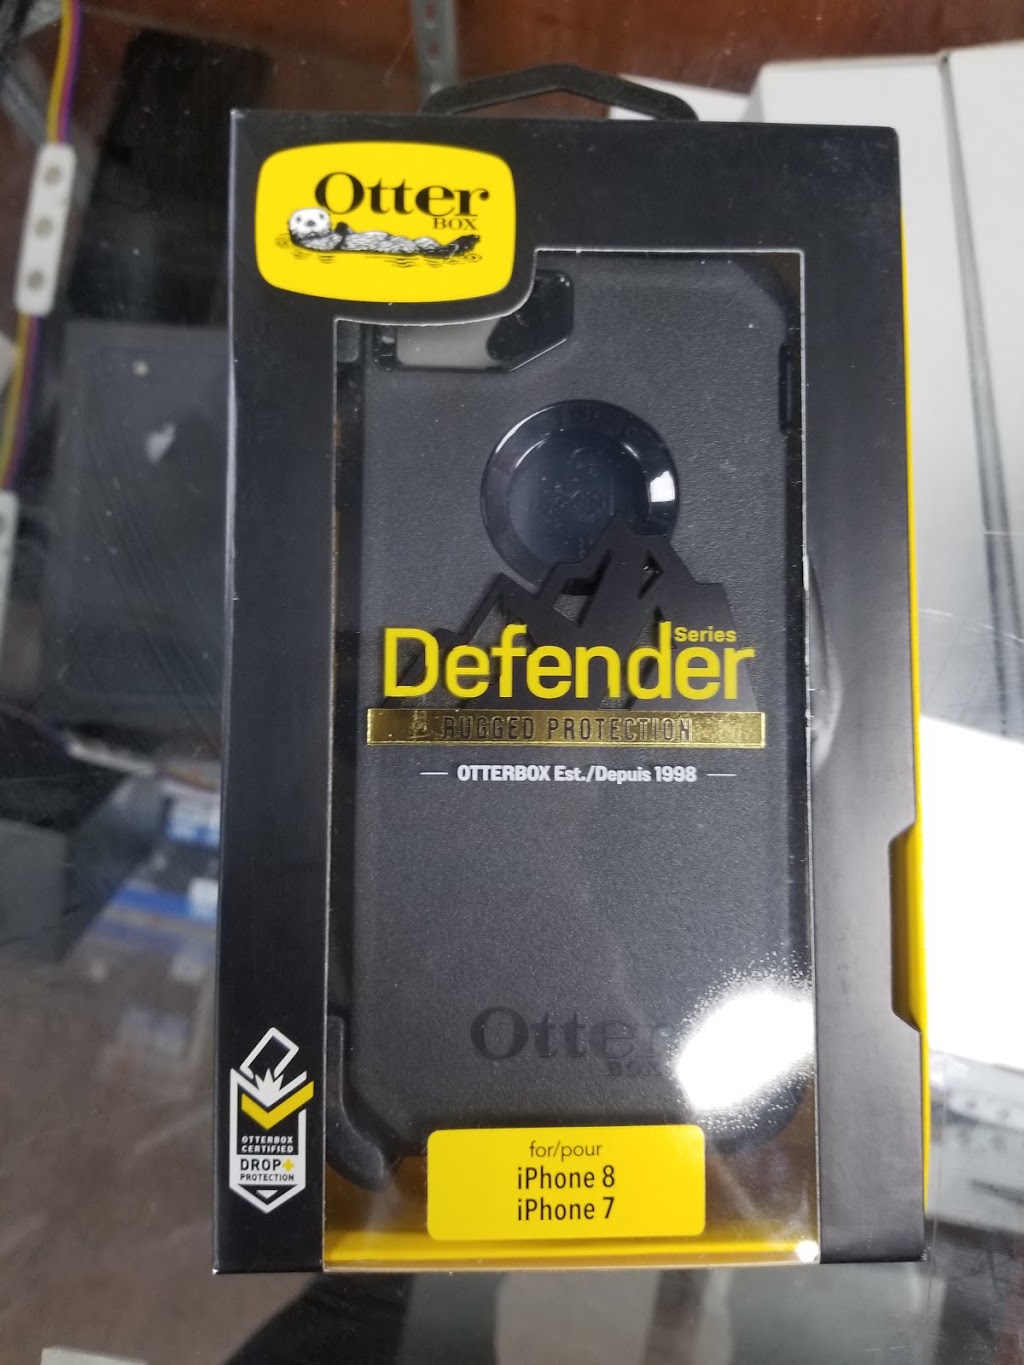 Otter
BOX
Defender
Series
RUGGED PROTECTION
OTTERBOX Est./Depuis 1998
Otter
BOX
OTTERBOX
CERTIFIED
DROP+
PROTECTION
for/pour
iPhone 8
iPhone 7